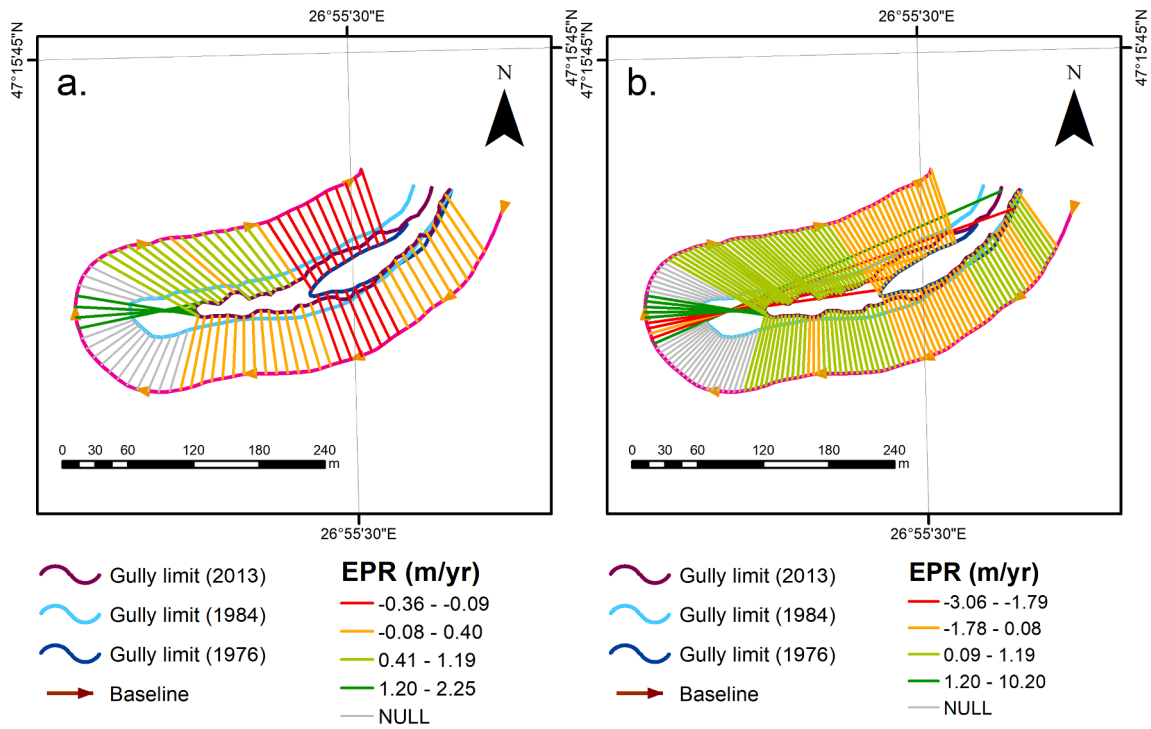 26°55'30"E
26°55'30"E
47°15'45"N
47°15'45"N
47°15'45"N
a.
N
b.
N
0 30 60 120 180 240
m
0 30 60 120 180 240
m
26°55'30"E
26°55'30"E
Gully limit (2013)
Gully limit (1984)
Gully limit (1976)
Baseline
EPR (m/yr)
-0.36 - -0.09
-0.08 - 0.40
0.41 - 1.19
1.20 - 2.25
NULL
Gully limit (2013)
Gully limit (1984)
Gully limit (1976)
Baseline
EPR (m/yr)
-3.06 - -1.79
-1.78 - 0.08
0.09 - 1.19
1.20 - 10.20
NULL